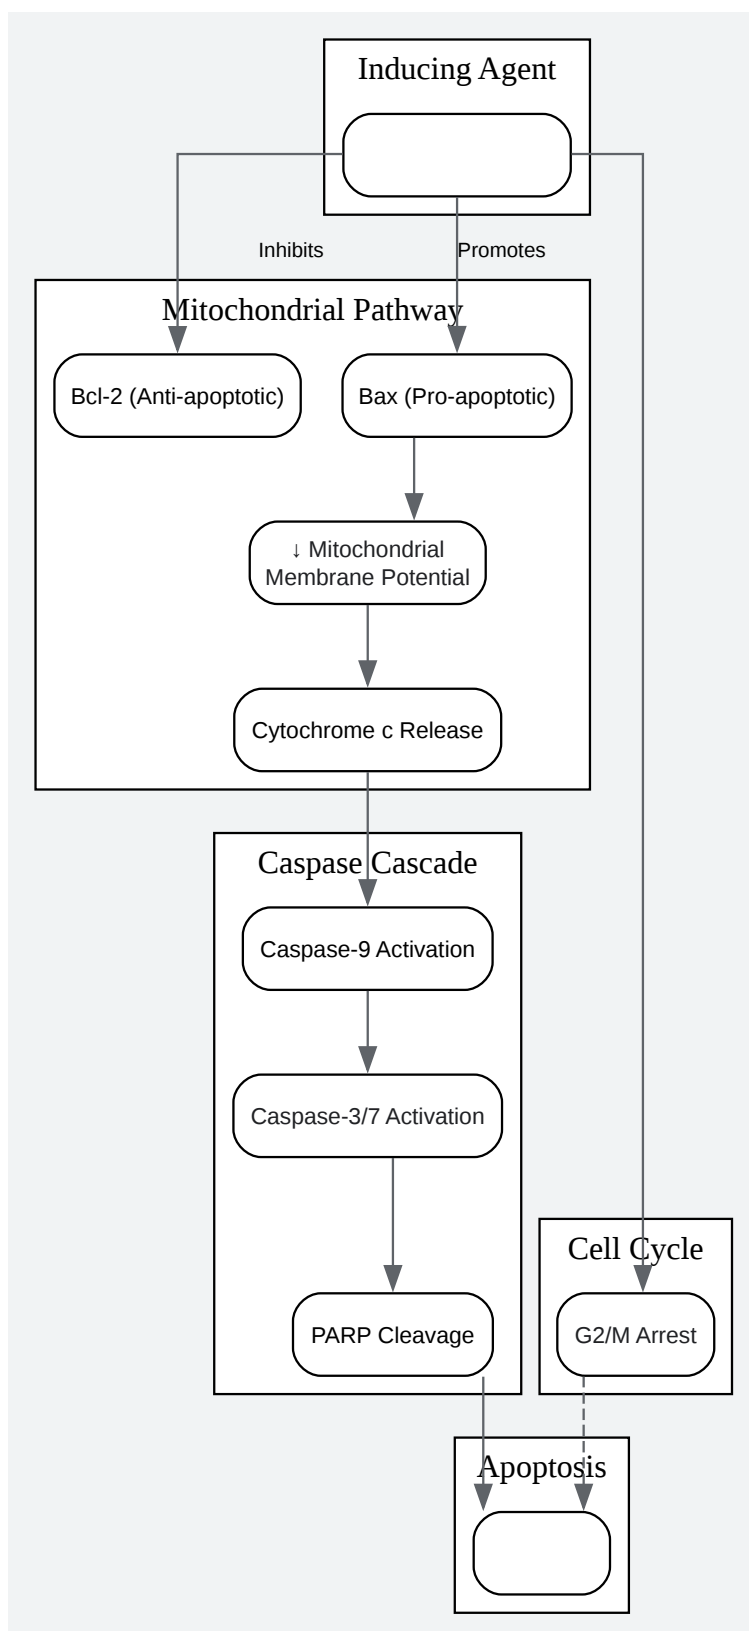 Inducing Agent
Inhibits
Promotes
Mitochondrial Pathway
Bcl-2 (Anti-apoptotic)
Bax (Pro-apoptotic)
↓ Mitochondrial
Membrane Potential
Cytochrome c Release
Caspase Cascade
Caspase-9 Activation
Caspase-3/7 Activation
Cell Cycle
PARP Cleavage
G2/M Arrest
Apoptosis